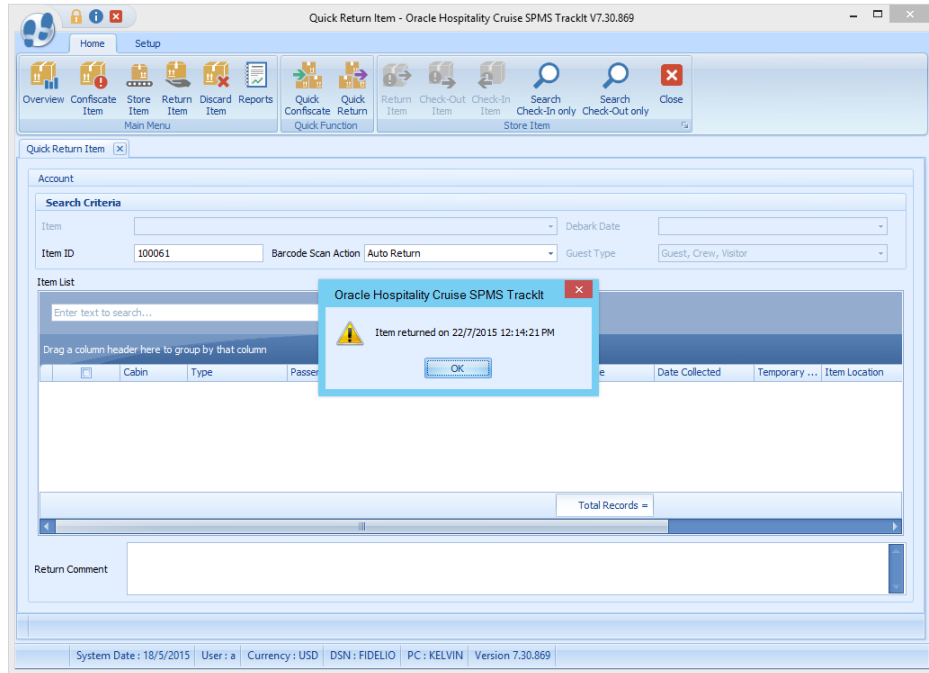 Quick Return Item - Oracle Hospitality Cruise SPMS TrackIt V7.30.869
Home Setup
Overview Confiscate Item Store Item Return Item Discard Item Reports Quick Confiscate Quick Return Return Item Check-Out Item Check-In Item Search Check-In only Search Check-Out only Close
Main Menu Quick Function Store Item
Quick Return Item
Account
Search Criteria
Item Debark Date
Item ID 100061 Barcode Scan Action Auto Return Guest Type Guest, Crew, Visitor
Item List
Oracle Hospitality Cruise SPMS TrackIt
Enter text to search...
Item returned on 22/7/2015 12:14:21 PM
Drag a column header here to group by that column
OK
Cabin Type Passen Date Collected Temporary ... Item Location
Total Records =
Return Comment
System Date : 18/5/2015 User : a Currency : USD DSN : FIDELIO PC : KELVIN Version 7.30.869